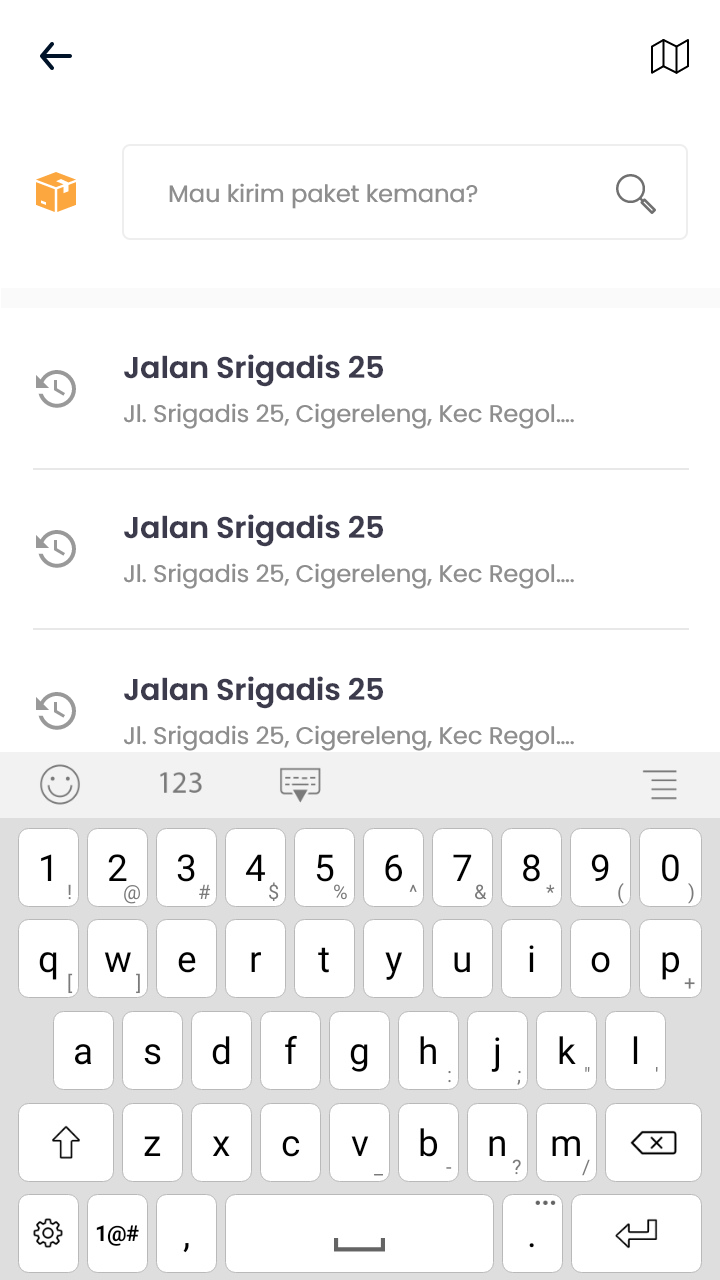 Mau kirim paket kemana?
Jalan Srigadis 25
Jl. Srigadis 25, Cigereleng, Kec Regol....
Jalan Srigadis 25
Jl. Srigadis 25, Cigereleng, Kec Regol....
Jalan Srigadis 25
Jl. Srigadis 25, Cigereleng, Kec Regol....
123
1 ! 2 @ 3 # 4 $ 5 % 6 ^ 7 & 8 * 9 ( 0 )
q [ w ] e r t y u i o p +
a s d f g h : j ; k " l '
z x c v _ b - n ? m /
1@# , . •••